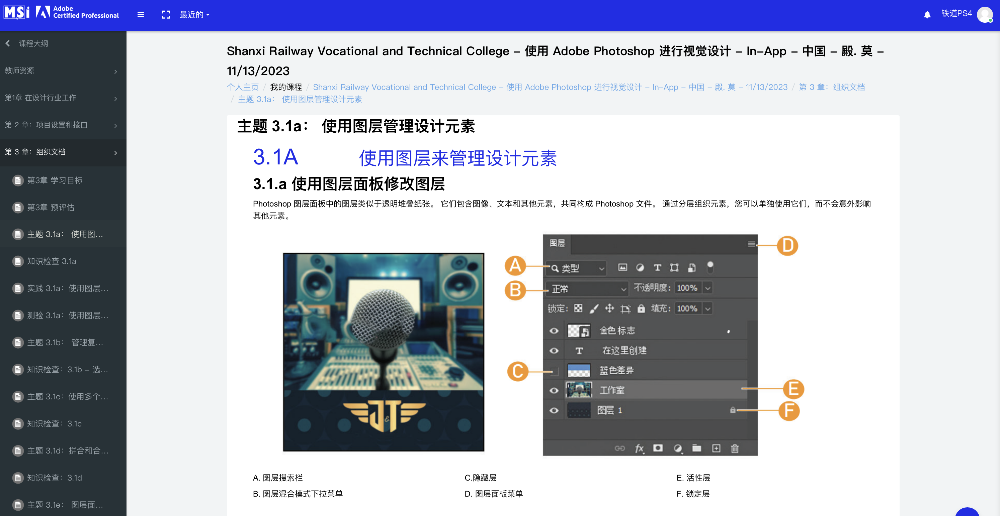 MSi Adobe
Certified Professional
最近的
铁道PS4
课程大纲
教师资源
第1章 在设计行业工作
第 2 章：项目设置和接口
第 3 章：组织文档
第3章 学习目标
第3章 预评估
主题 3.1a： 使用图...
知识检查 3.1a
实践 3.1a：使用图层...
测验 3.1a：使用图层...
主题 3.1b： 管理复...
知识检查：3.1b – 选...
主题 3.1c：使用多个...
知识检查：3.1c
主题 3.1d：拼合和合...
知识检查：3.1d
主题 3.1e： 图层面...
Shanxi Railway Vocational and Technical College – 使用 Adobe Photoshop 进行视觉设计 – In–App – 中国 – 殿. 莫 –
11/13/2023
个人主页 / 我的课程 / Shanxi Railway Vocational and Technical College – 使用 Adobe Photoshop 进行视觉设计 – In–App – 中国 – 殿. 莫 – 11/13/2023 / 第 3 章：组织文档
/ 主题 3.1a： 使用图层管理设计元素
主题 3.1a： 使用图层管理设计元素
3.1A 使用图层来管理设计元素
3.1.a 使用图层面板修改图层
Photoshop 图层面板中的图层类似于透明堆叠纸张。 它们包含图像、文本和其他元素，共同构成 Photoshop 文件。 通过分层组织元素，您可以单独使用它们，而不会意外影响
其他元素。
J&T
图层
D
A
类型
B
正常 不透明度：100%
锁定： 填充：100%
金色标志
T 在这里创建
C
蓝色差异
工作室
E
图层 1
F
fx
A. 图层搜索栏
C.隐藏层
E. 活性层
B. 图层混合模式下拉菜单
D. 图层面板菜单
F. 锁定层